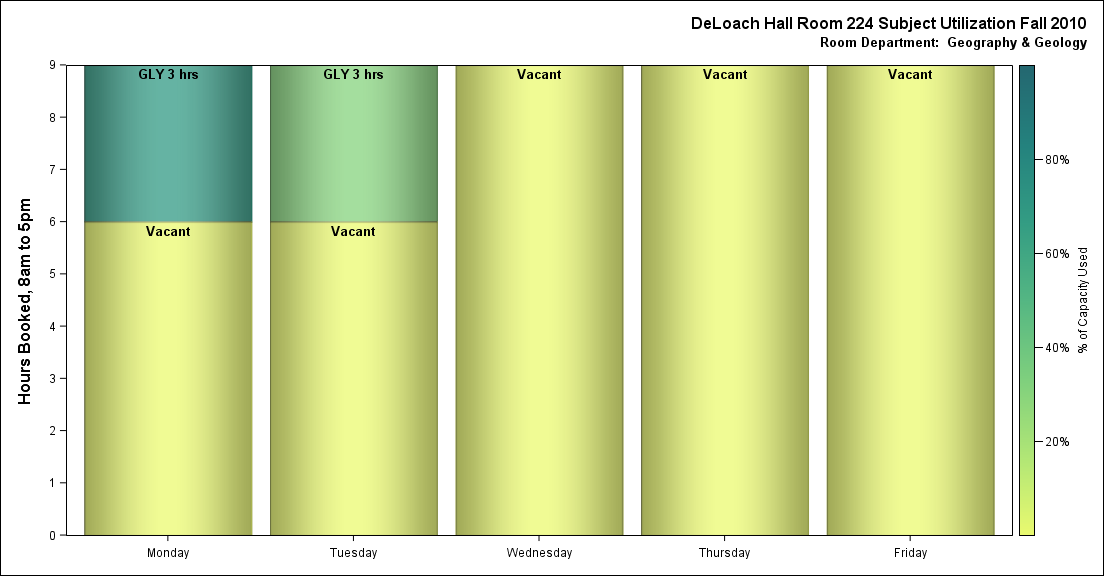 DeLoach Hall Room 224 Subject Utilization Fall 2010
Room Department:  Geography & Geology
Hours Booked, 8am to 5pm
9
8
7
6
5
4
3
2
1
0
GLY 3 hrs
GLY 3 hrs
Vacant
Vacant
Vacant
Vacant
Vacant
Monday
Tuesday
Wednesday
Thursday
Friday
80%
60%
40%
20%
% of Capacity Used